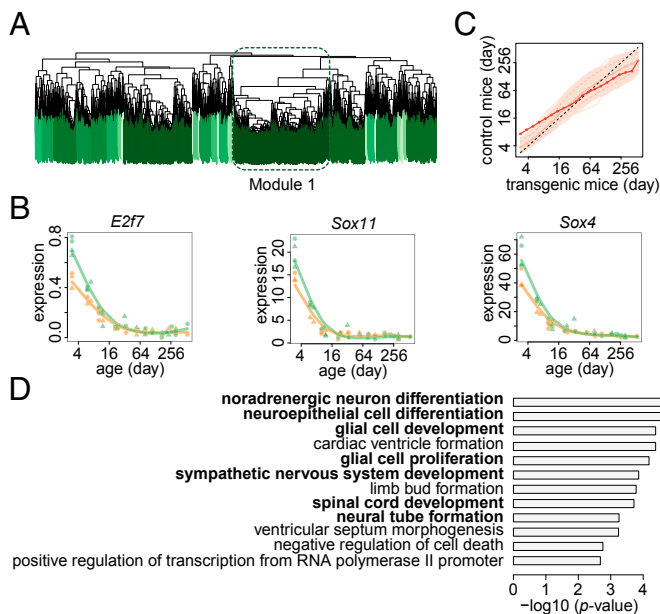 A
Module 1
C
control mice (day)
256
64
16
4
4 16 64 256
transgenic mice (day)
B
E2f7
expression
0.8
0.4
0.0
4 16 64 256
age (day)
Sox11
expression
20
15
10
5
0
4 16 64 256
age (day)
Sox4
expression
60
40
20
0
4 16 64 256
age (day)
D
noradrenergic neuron differentiation
neuroepithelial cell differentiation
glial cell development
cardiac ventricle formation
glial cell proliferation
sympathetic nervous system development
limb bud formation
spinal cord development
neural tube formation
ventricular septum morphogenesis
negative regulation of cell death
positive regulation of transcription from RNA polymerase II promoter
0 1 2 3 4
−log10 (p-value)